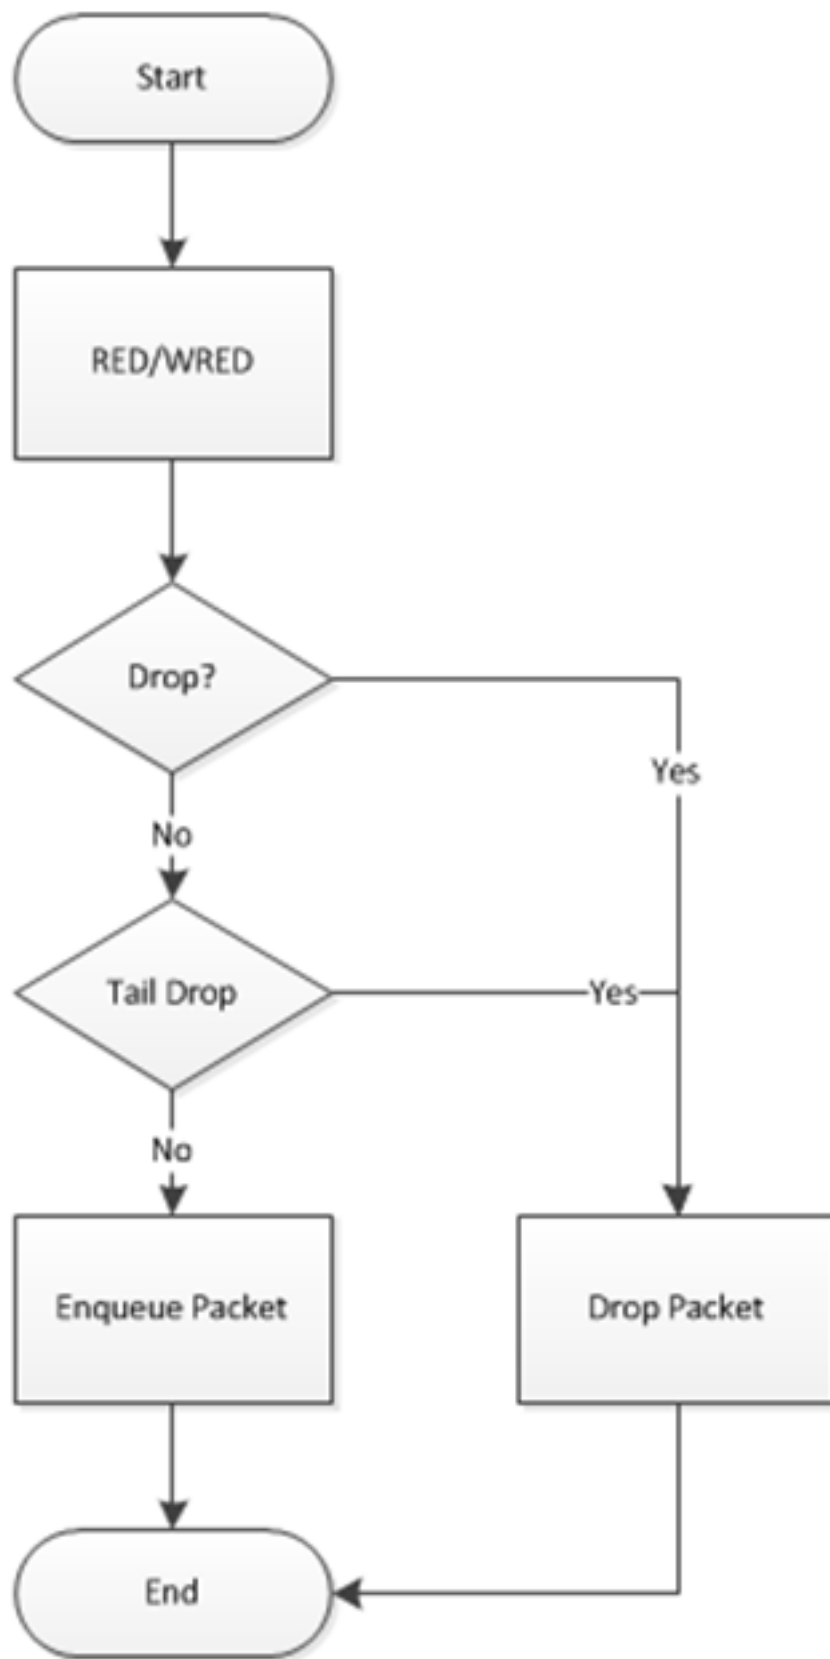 Start
RED/WRED
Drop?
Yes
No
Tail Drop
Yes
No
Enqueue Packet
Drop Packet
End